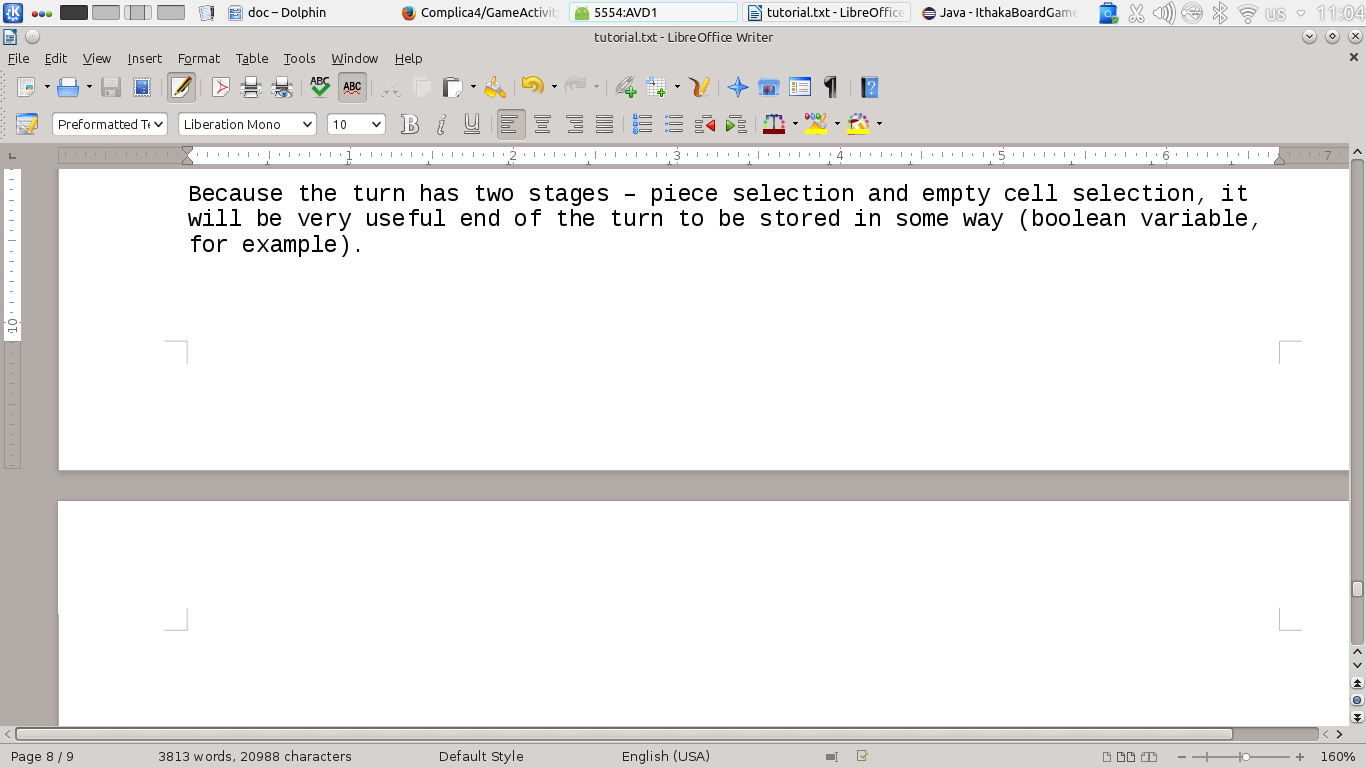 doc – Dolphin
Complica4/GameActivit
5554:AVD1
tutorial.txt - LibreOffice
Java - IthakaBoardGame
us
11:04
tutorial.txt - LibreOffice Writer
File Edit View Insert Format Table Tools Window Help
ABC ABC
Preformatted Te Liberation Mono 10 B i U
1 2 3 4 5 6 7
Because the turn has two stages – piece selection and empty cell selection, it
will be very useful end of the turn to be stored in some way (boolean variable,
for example).
10
Page 8 / 9 3813 words, 20988 characters Default Style English (USA) 160%